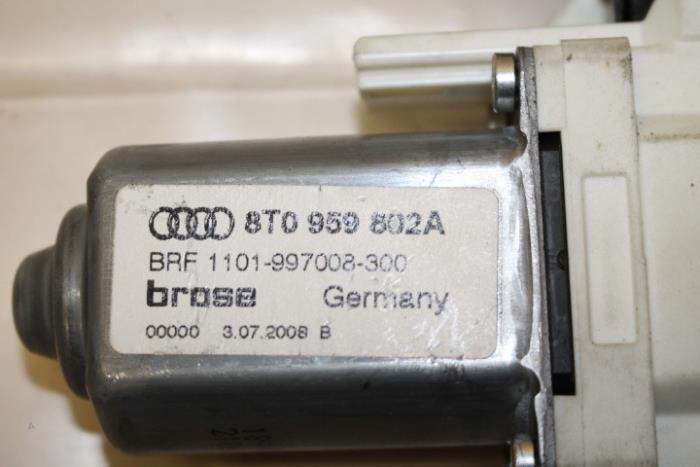 8T0 959 802A
BRF 1101-997008-300
brose Germany
00000 3.07.2008 B